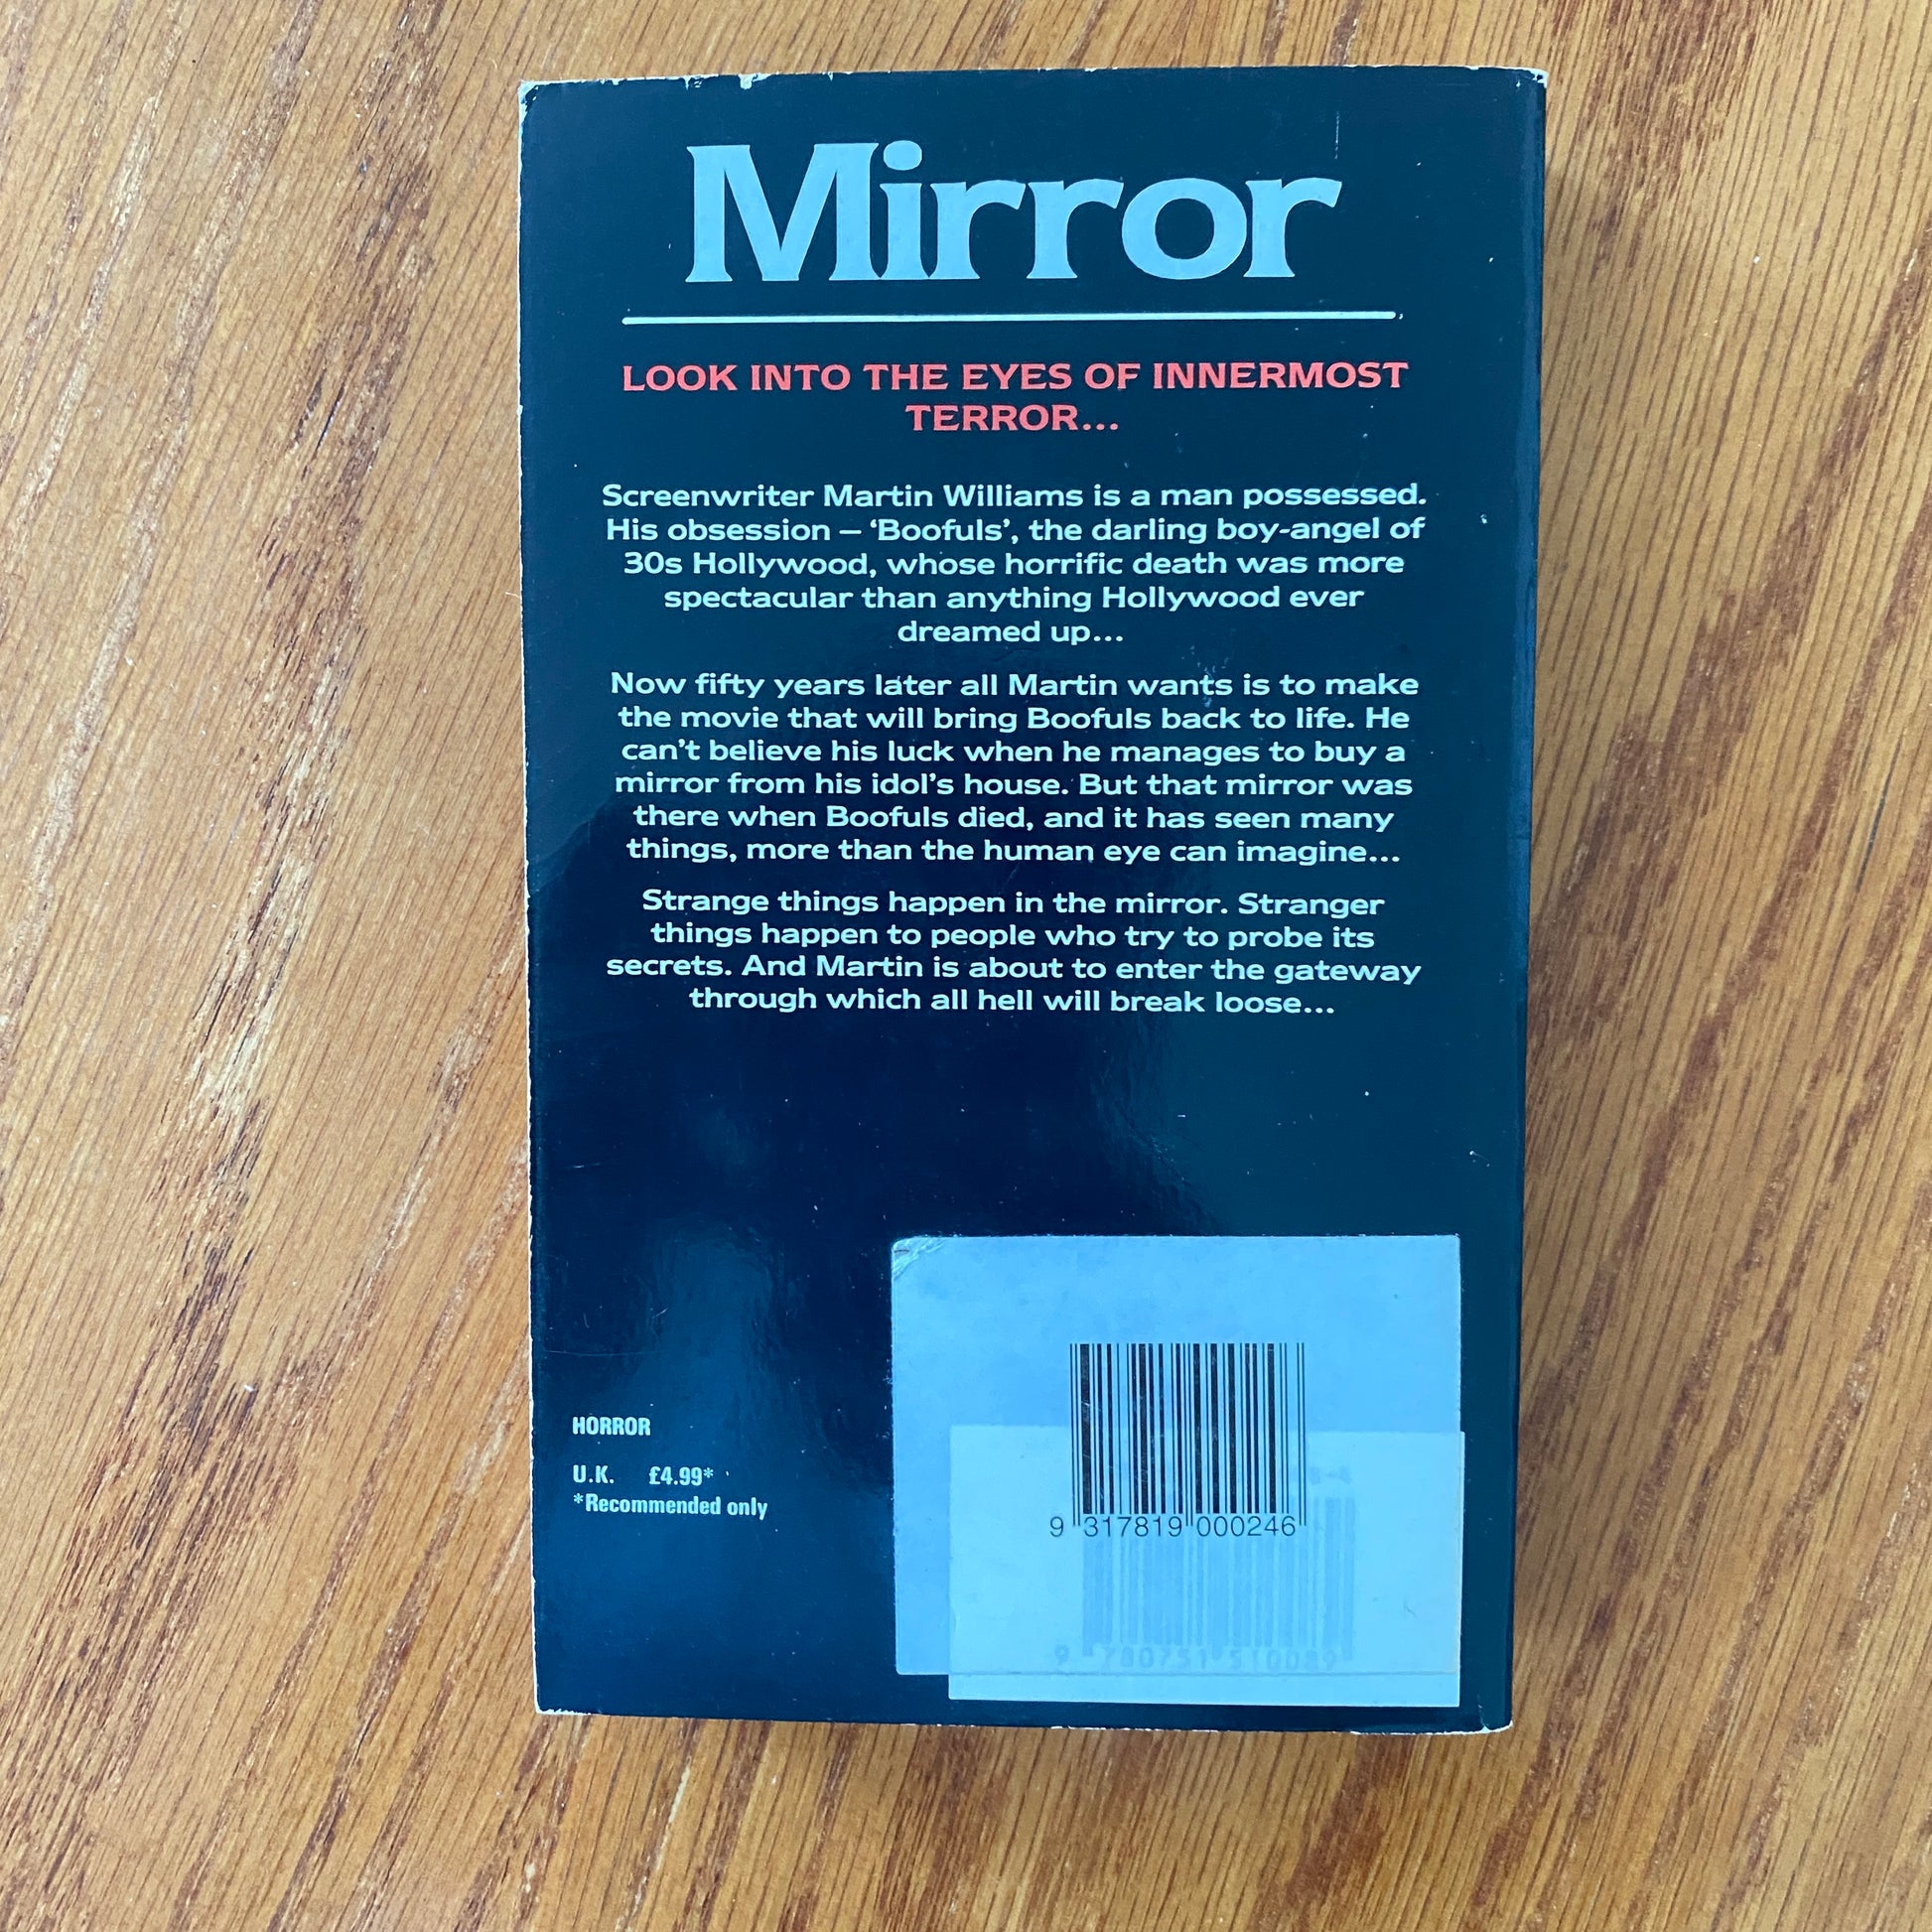 Mirror
LOOK INTO THE EYES OF INNERMOST
TERROR...
Screenwriter Martin Williams is a man possessed.
His obsession – ‘Boofuls’, the darling boy-angel of
30s Hollywood, whose horrific death was more
spectacular than anything Hollywood ever
dreamed up...
Now fifty years later all Martin wants is to make
the movie that will bring Boofuls back to life. He
can’t believe his luck when he manages to buy a
mirror from his idol’s house. But that mirror was
there when Boofuls died, and it has seen many
things, more than the human eye can imagine...
Strange things happen in the mirror. Stranger
things happen to people who try to probe its
secrets. And Martin is about to enter the gateway
through which all hell will break loose...
HORROR
U.K. £4.99*
*Recommended only
9 317819 000246
9 780751 510089